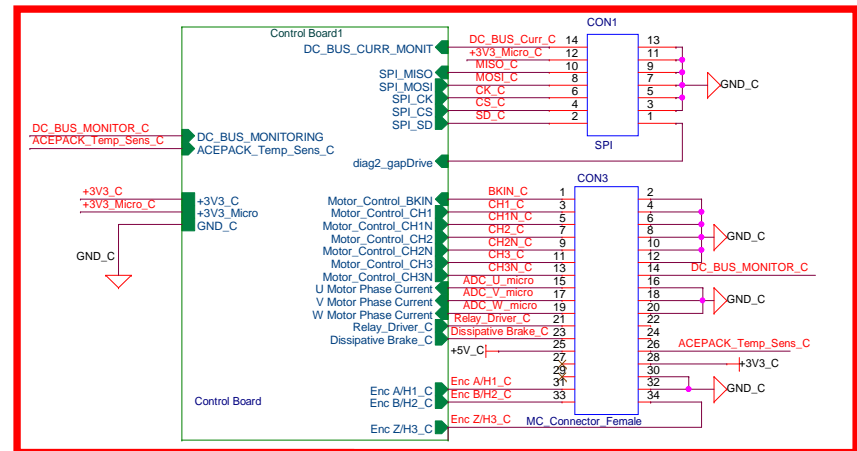 Control Board1
CON1
DC_BUS_CURR_MONIT DC_BUS_Curr_C 14 13
+3V3_Micro_C 12 11
SPI_MISO MISO_C 10 9
SPI_MOSI MOSI_C 8 7
SPI_CK CK_C 6 5 GND_C
SPI_CS CS_C 4 3
SPI_SD SD_C 2 1
SPI
DC_BUS_MONITOR_C DC_BUS_MONITORING
ACEPACK_Temp_Sens_C ACEPACK_Temp_Sens_C
diag2_gapDrive
CON3
+3V3_C +3V3_C Motor_Control_BKIN BKIN_C 1 2
+3V3_Micro_C +3V3_Micro Motor_Control_CH1 CH1_C 3 4
GND_C Motor_Control_CH1N CH1N_C 5 6
Motor_Control_CH2 CH2_C 7 8 GND_C
GND_C Motor_Control_CH2N CH2N_C 9 10
Motor_Control_CH3 CH3_C 11 12
Motor_Control_CH3N CH3N_C 13 14 DC_BUS_MONITOR_C
U Motor Phase Current ADC_U_micro 15 16
V Motor Phase Current ADC_V_micro 17 18 GND_C
W Motor Phase Current ADC_W_micro 19 20
Relay_Driver_C Relay_Driver_C 21 22
Dissipative Brake_C Dissipative Brake_C 23 24
+5V_C 25 26 ACEPACK_Temp_Sens_C
27 28 +3V3_C
29 30
Enc A/H1_C Enc A/H1_C 31 32 GND_C
Control Board Enc B/H2_C Enc B/H2_C 33 34
Enc Z/H3_C Enc Z/H3_C MC_Connector_Female